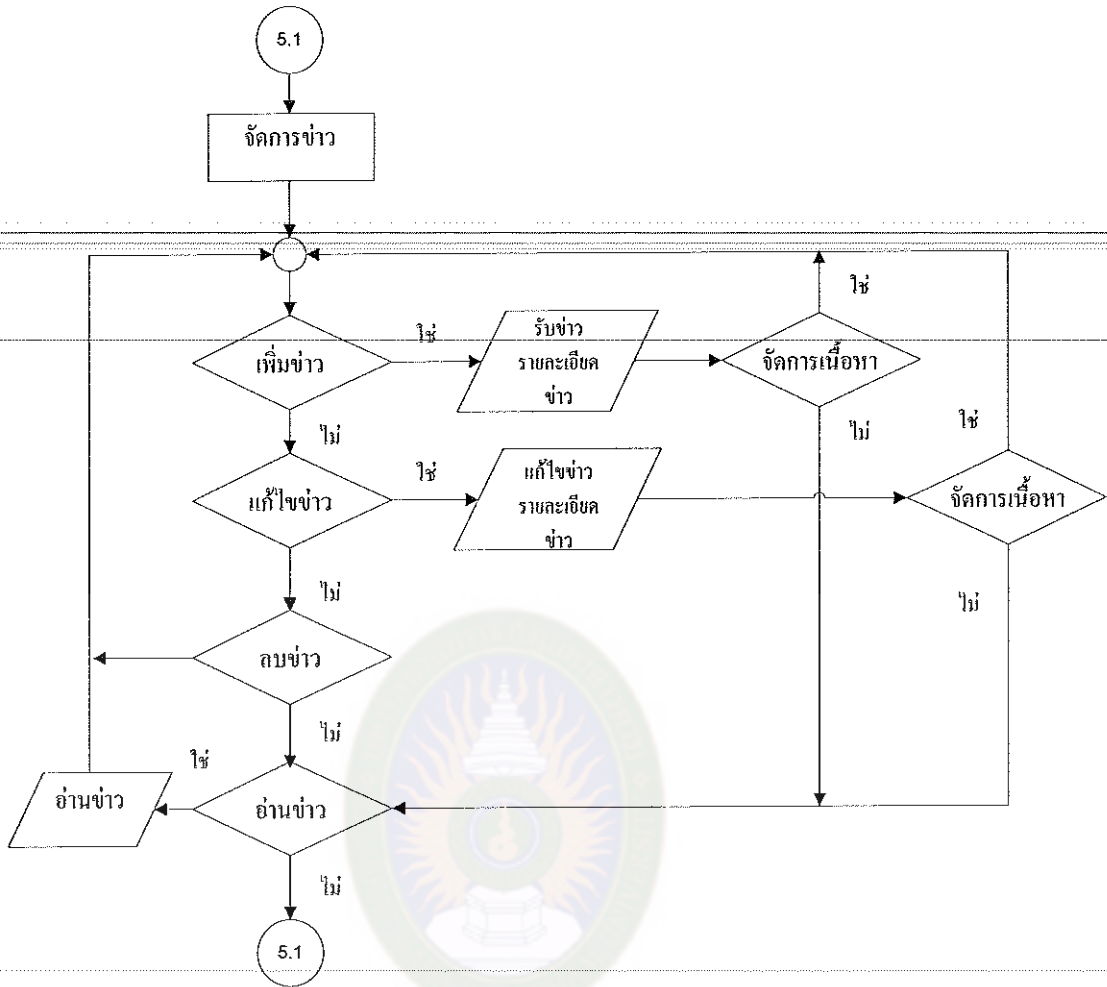 5.1
จัดการข่าว
ใช่
ใช่
เพิ่มข่าว
รับข่าว
รายละเอียด
ข่าว
จัดการเนื้อหา
ไม่
ไม่
ใช่
ใช่
แก้ไขข่าว
แก้ไขข่าว
รายละเอียด
ข่าว
จัดการเนื้อหา
ไม่
ไม่
ลบข่าว
ไม่
ใช่
อ่านข่าว
อ่านข่าว
ไม่
5.1